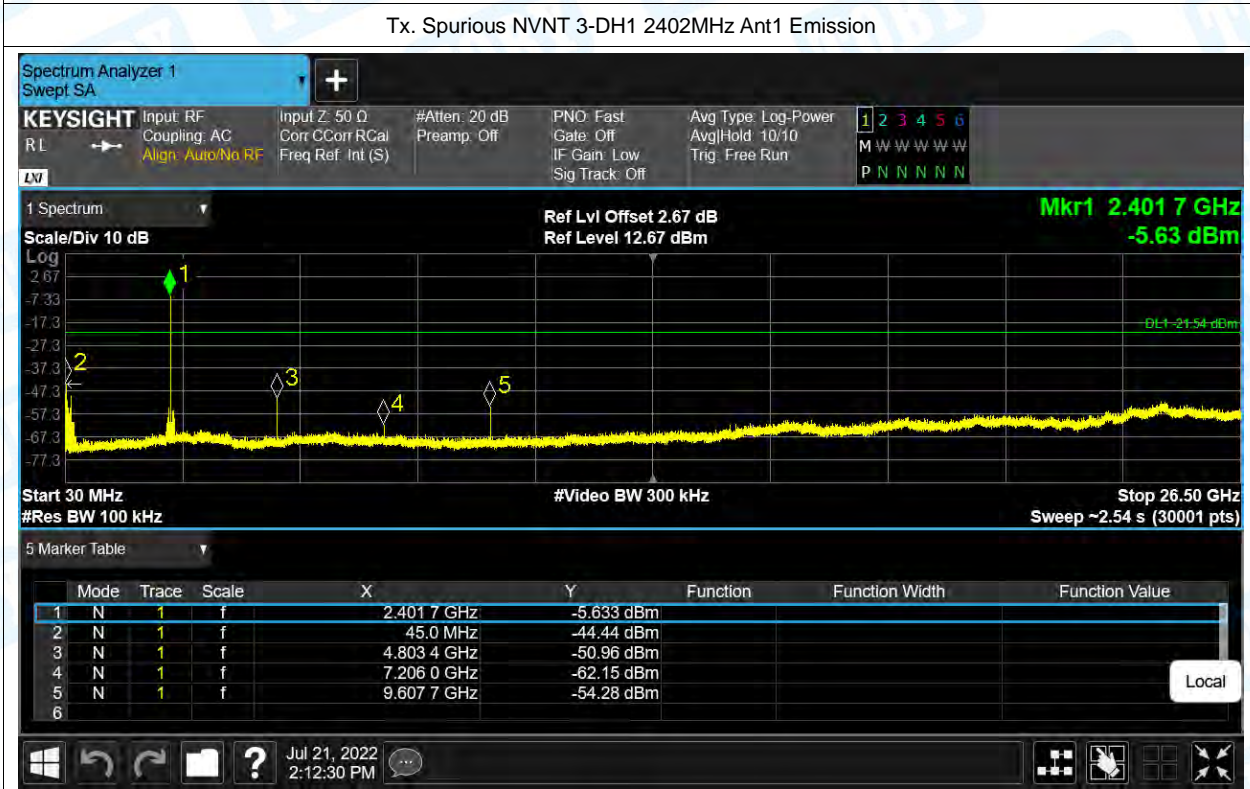 Tx. Spurious NVNT 3-DH1 2402MHz Ant1 Emission
Spectrum Analyzer 1
Swept SA
+
KEYSIGHT Input: RF Input Z: 50 Ω #Atten: 20 dB PNO: Fast Avg Type: Log-Power 1 2 3 4 5 6
RL Coupling: AC Corr CCorr RCal Preamp: Off Gate: Off Avg|Hold: 10/10 M W W W W W
Align: Auto/No RF Freq Ref: Int (S) IF Gain: Low Trig: Free Run
LXI Sig Track: Off P N N N N N
1 Spectrum Ref Lvl Offset 2.67 dB Mkr1 2.401 7 GHz
Scale/Div 10 dB Ref Level 12.67 dBm -5.63 dBm
Log
2.67 1
-7.33
-17.3 DL1 -21.54 dBm
-27.3
-37.3 2
-47.3 3 5
-57.3 4
-67.3
-77.3
Start 30 MHz #Video BW 300 kHz Stop 26.50 GHz
#Res BW 100 kHz Sweep ~2.54 s (30001 pts)
5 Marker Table
Mode Trace Scale X Y Function Function Width Function Value
1 N 1 f 2.401 7 GHz -5.633 dBm
2 N 1 f 45.0 MHz -44.44 dBm
3 N 1 f 4.803 4 GHz -50.96 dBm
4 N 1 f 7.206 0 GHz -62.15 dBm
5 N 1 f 9.607 7 GHz -54.28 dBm
6
Local
? Jul 21, 2022
2:12:30 PM